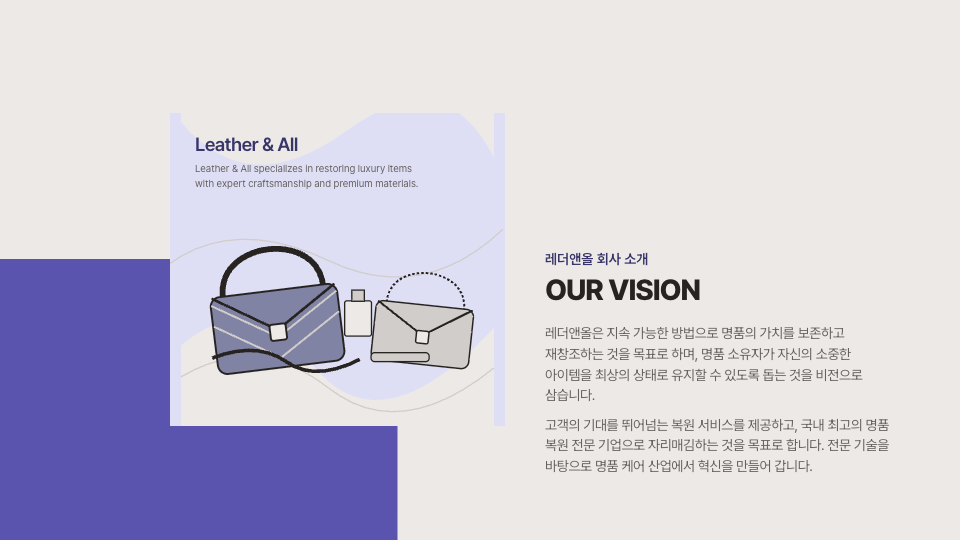 Leather & All
Leather & All specializes in restoring luxury items
with expert craftsmanship and premium materials.
레더앤올 회사 소개
OUR VISION
레더앤올은 지속 가능한 방법으로 명품의 가치를 보존하고
재창조하는 것을 목표로 하며, 명품 소유자가 자신의 소중한
아이템을 최상의 상태로 유지할 수 있도록 돕는 것을 비전으로
삼습니다.
고객의 기대를 뛰어넘는 복원 서비스를 제공하고, 국내 최고의 명품
복원 전문 기업으로 자리매김하는 것을 목표로 합니다. 전문 기술을
바탕으로 명품 케어 산업에서 혁신을 만들어 갑니다.